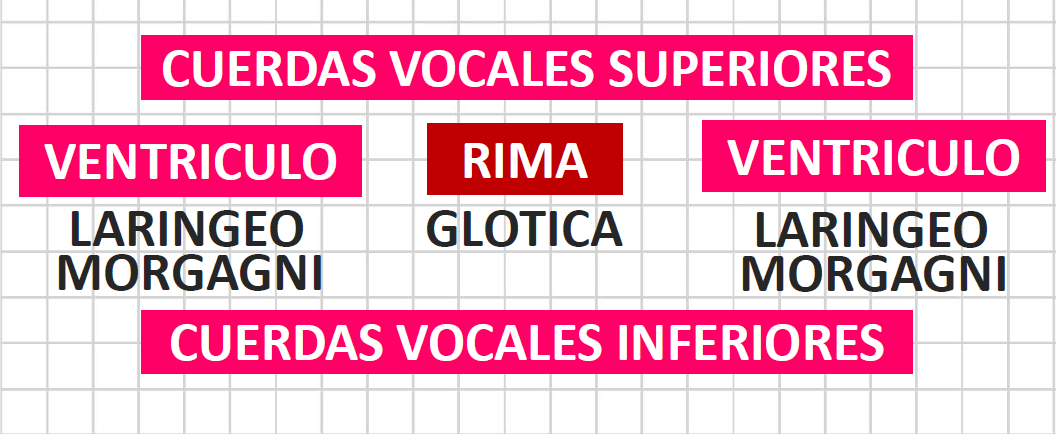 CUERDAS VOCALES SUPERIORES
VENTRICULO
LARINGEO
MORGAGNI
RIMA
GLOTICA
VENTRICULO
LARINGEO
MORGAGNI
CUERDAS VOCALES INFERIORES